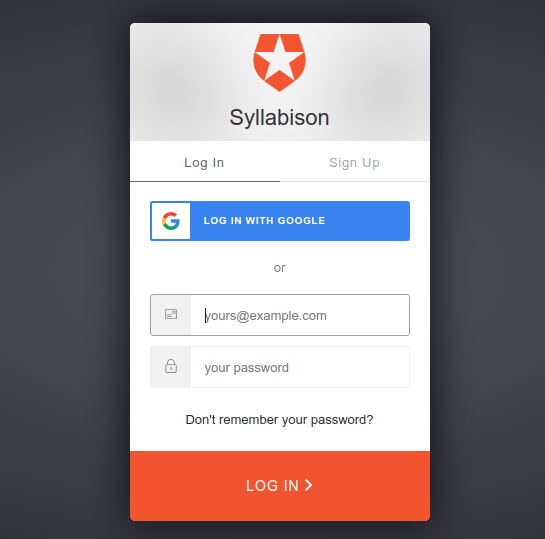 Syllabison
Log In Sign Up
LOG IN WITH GOOGLE
or
yours@example.com
your password
Don't remember your password?
LOG IN